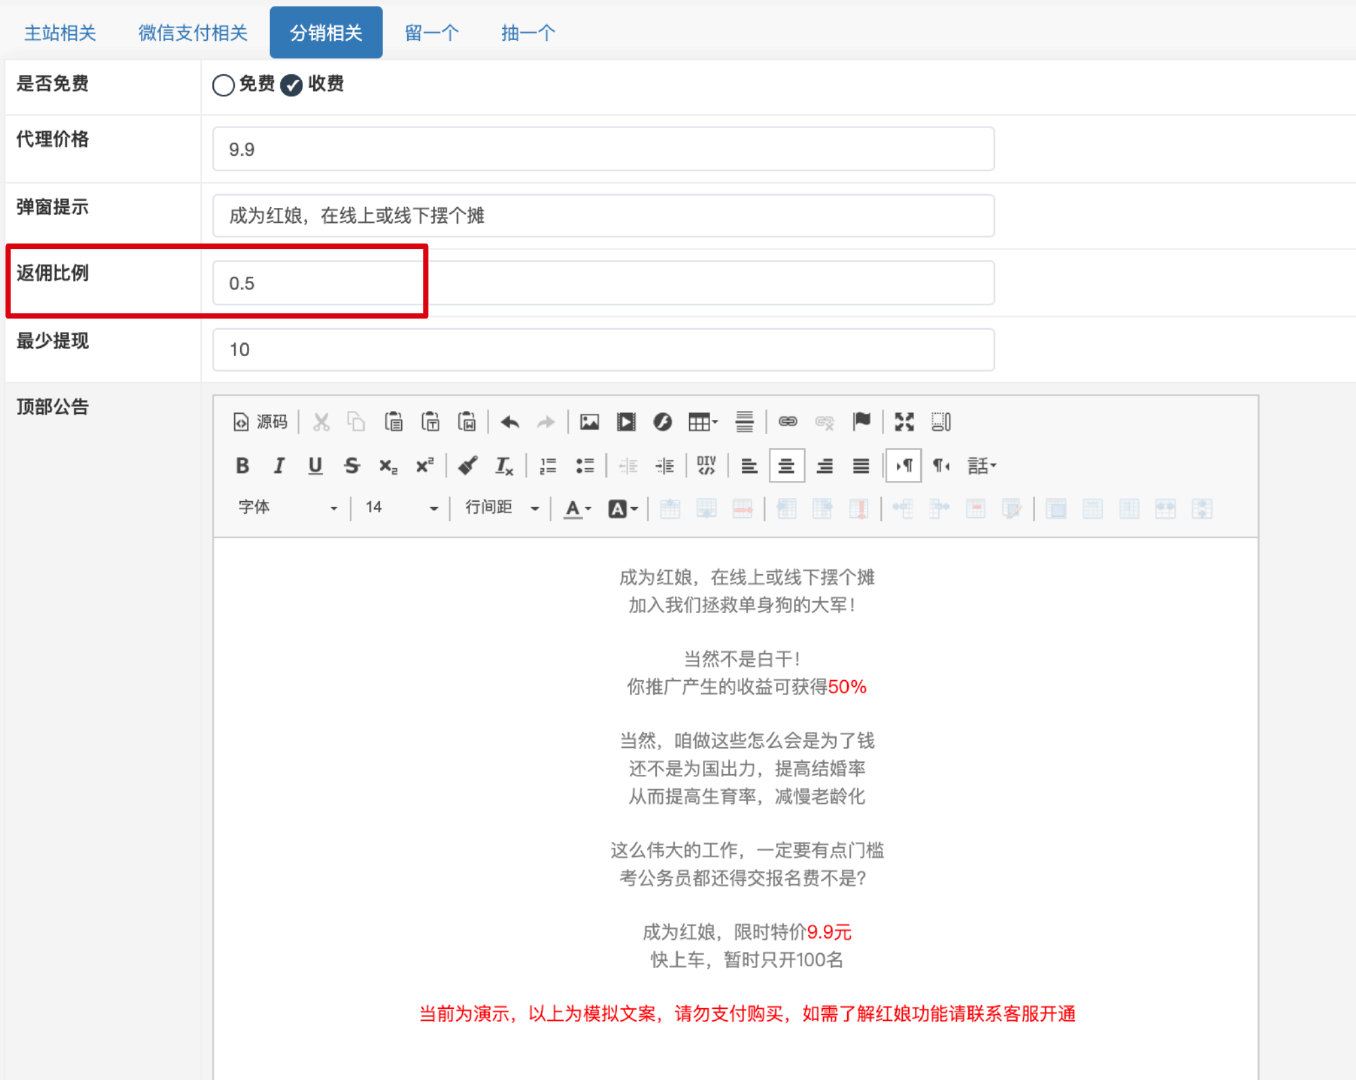 主站相关 微信支付相关 分销相关 留一个 抽一个
是否免费 免费 收费
代理价格 9.9
弹窗提示 成为红娘，在线上或线下摆个摊
返佣比例 0.5
最少提现 10
顶部公告 源码
B I U S x₂ x² Tx DIV 話
字体 14 行间距 A A
成为红娘，在线上或线下摆个摊
加入我们拯救单身狗的大军！
当然不是白干！
你推广产生的收益可获得50%
当然，咱做这些怎么会是为了钱
还不是为国出力，提高结婚率
从而提高生育率，减慢老龄化
这么伟大的工作，一定要有点门槛
考公务员都还得交报名费不是？
成为红娘，限时特价9.9元
快上车，暂时只开100名
当前为演示，以上为模拟文案，请勿支付购买，如需了解红娘功能请联系客服开通